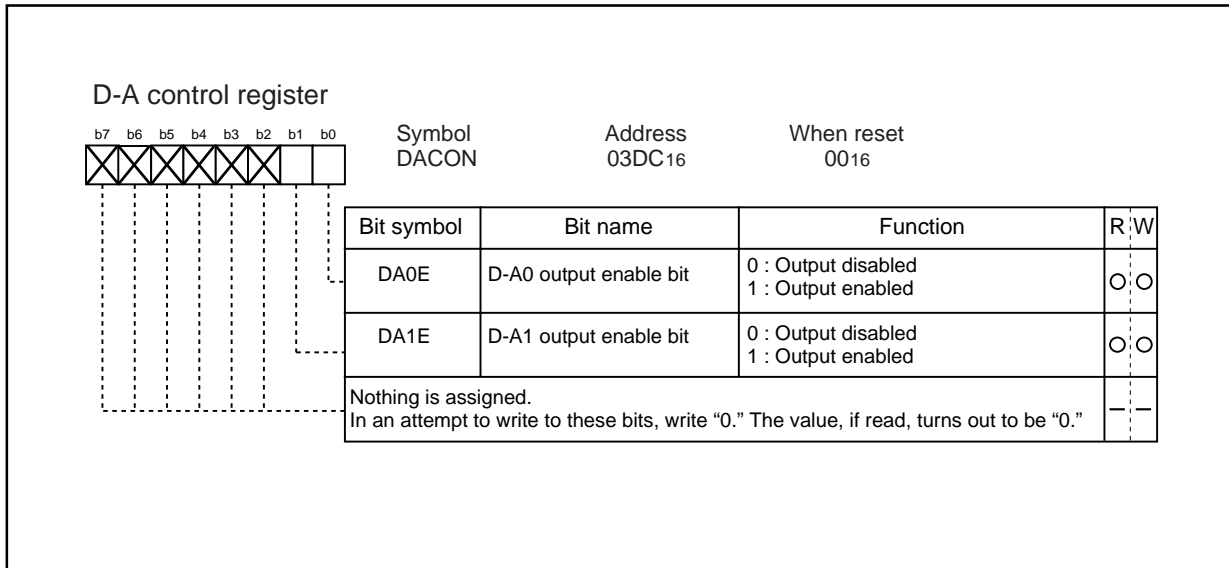 D-A control register
b7 b6 b5 b4 b3 b2 b1 b0
Symbol Address When reset
DACON 03DC16 0016
Bit symbol Bit name Function R W
DA0E D-A0 output enable bit 0 : Output disabled
1 : Output enabled
DA1E D-A1 output enable bit 0 : Output disabled
1 : Output enabled
Nothing is assigned.
In an attempt to write to these bits, write “0.” The value, if read, turns out to be “0.”